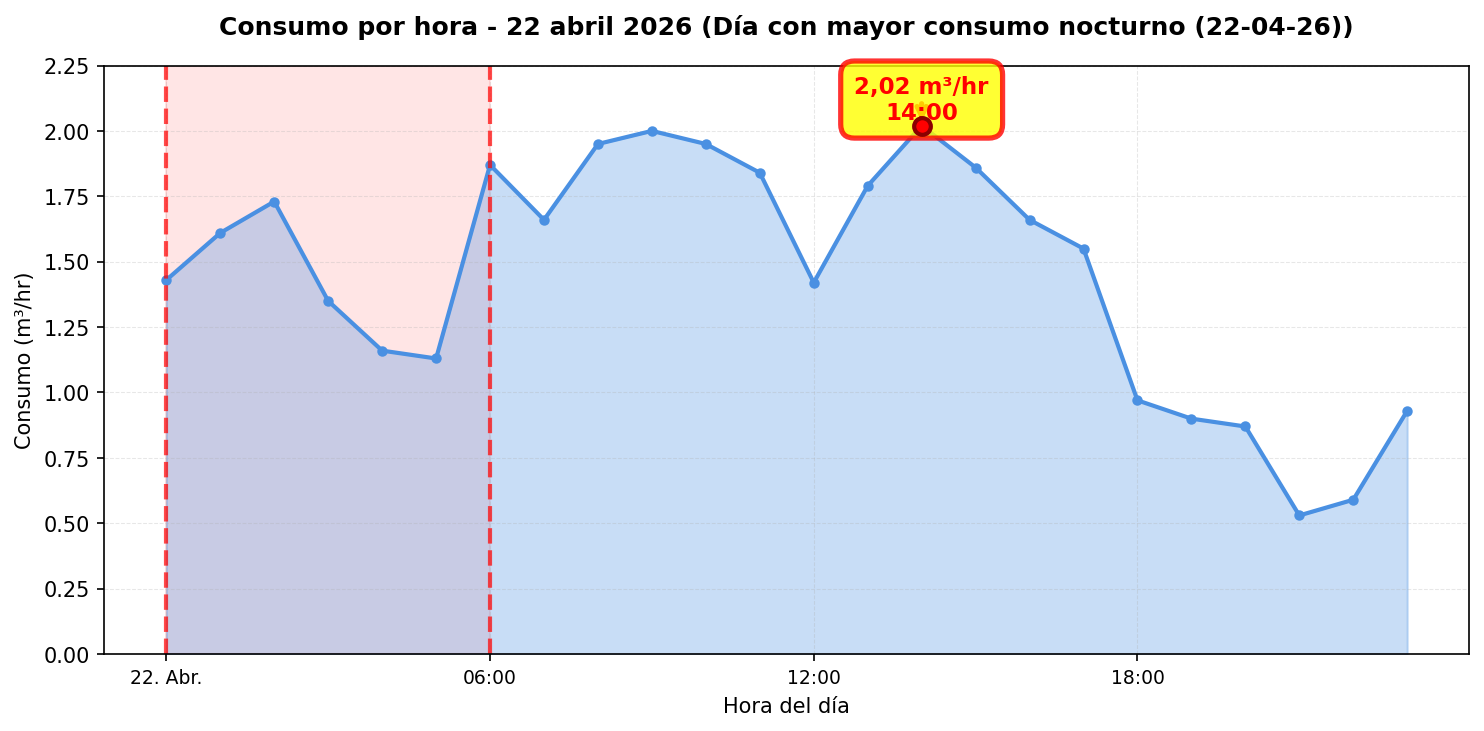 Consumo por hora - 22 abril 2026 (Día con mayor consumo nocturno (22-04-26))
2,02 m³/hr
14:00
Consumo (m³/hr)
2.25
2.00
1.75
1.50
1.25
1.00
0.75
0.50
0.25
0.00
22. Abr.
06:00
12:00
18:00
Hora del día